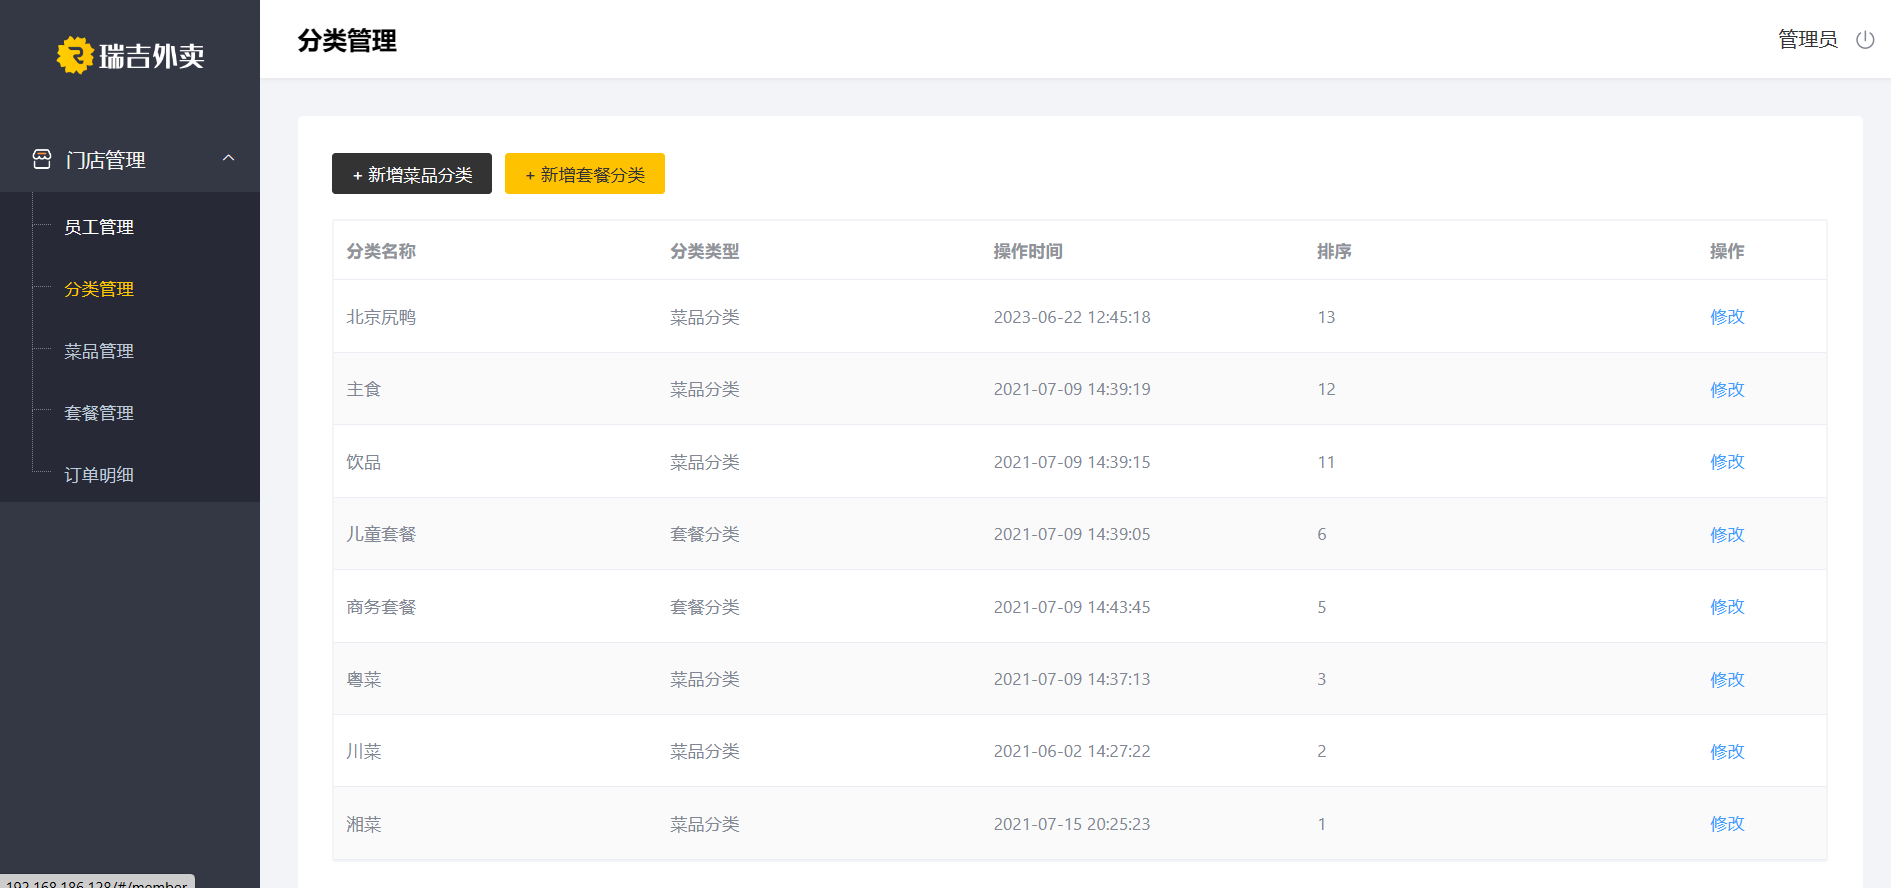 瑞吉外卖
分类管理
管理员
门店管理
员工管理
分类管理
菜品管理
套餐管理
订单明细
+ 新增菜品分类
+ 新增套餐分类
分类名称 分类类型 操作时间 排序 操作
北京尻鸭 菜品分类 2023-06-22 12:45:18 13 修改
主食 菜品分类 2021-07-09 14:39:19 12 修改
饮品 菜品分类 2021-07-09 14:39:15 11 修改
儿童套餐 套餐分类 2021-07-09 14:39:05 6 修改
商务套餐 套餐分类 2021-07-09 14:43:45 5 修改
粤菜 菜品分类 2021-07-09 14:37:13 3 修改
川菜 菜品分类 2021-06-02 14:27:22 2 修改
湘菜 菜品分类 2021-07-15 20:25:23 1 修改
192.168.186.128/#/member